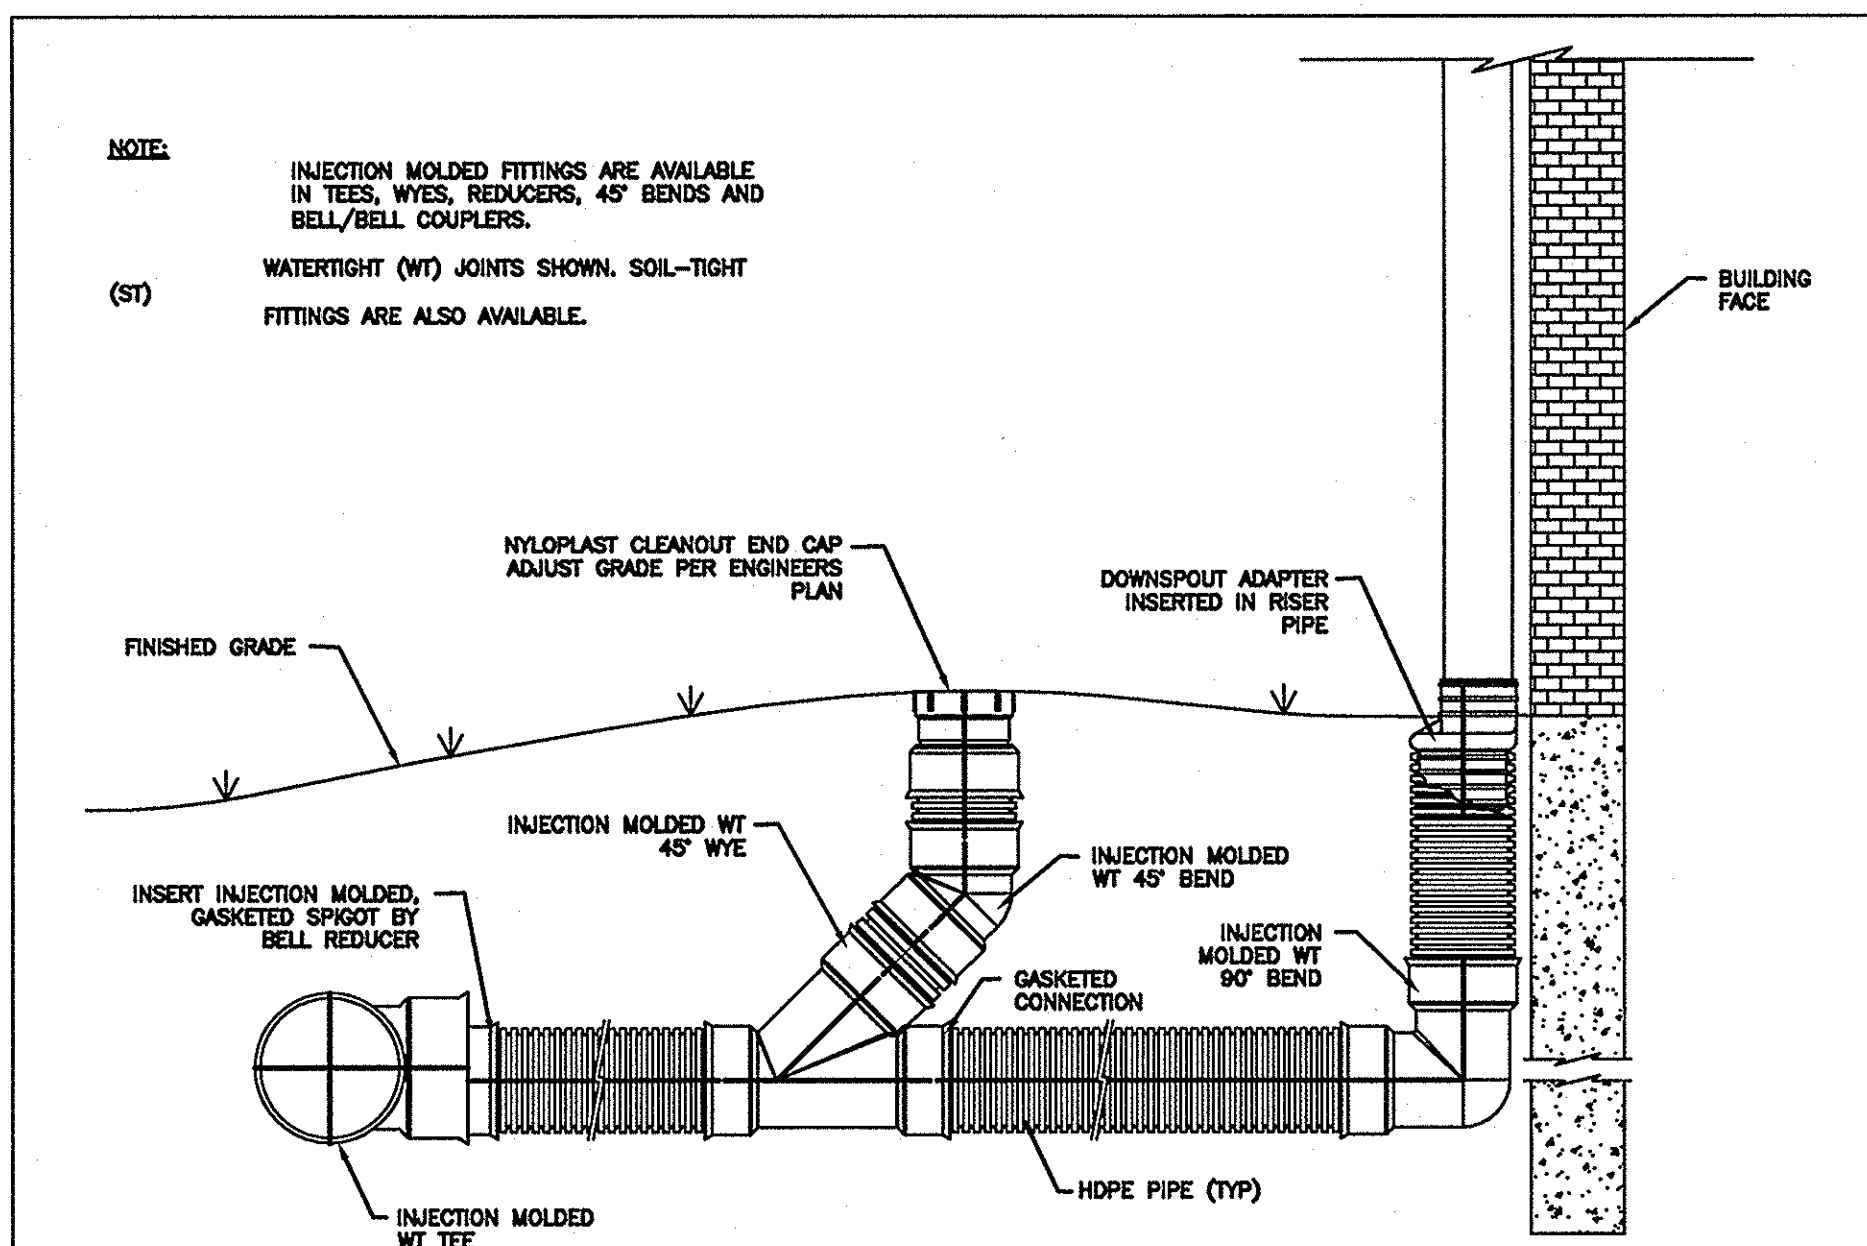 NOTE:
INJECTION MOLDED FITTINGS ARE AVAILABLE
IN TEES, WYES, REDUCERS, 45° BENDS AND
BELL/BELL COUPLERS.
WATERTIGHT (WT) JOINTS SHOWN. SOIL-TIGHT
(ST)
FITTINGS ARE ALSO AVAILABLE.
BUILDING
FACE
NYLOPLAST CLEANOUT END CAP
ADJUST GRADE PER ENGINEERS
PLAN
DOWNSPOUT ADAPTER
INSERTED IN RISER
PIPE
FINISHED GRADE
INJECTION MOLDED WT
45° WYE
INJECTION MOLDED
WT 45° BEND
INSERT INJECTION MOLDED,
GASKETED SPIGOT BY
BELL REDUCER
INJECTION
MOLDED WT
90° BEND
GASKETED
CONNECTION
HDPE PIPE (TYP)
INJECTION MOLDED
WT TEE